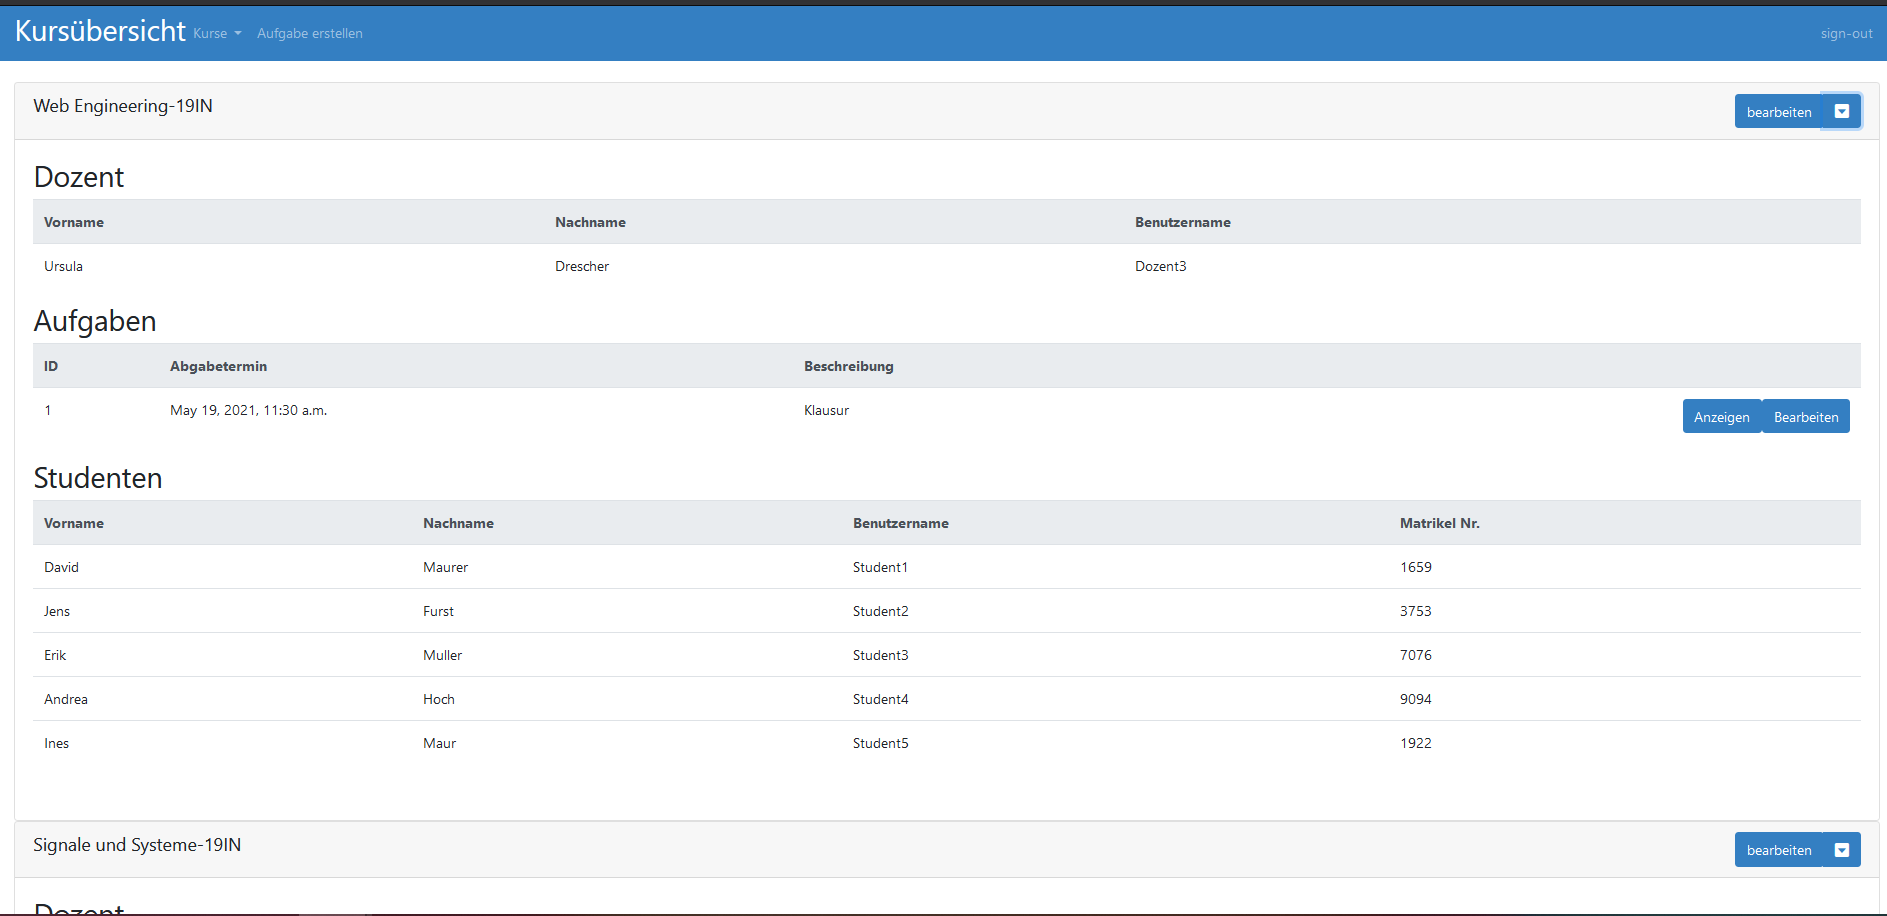 Kursübersicht Kurse Aufgabe erstellen sign-out
Web Engineering-19IN bearbeiten
Dozent
Vorname Nachname Benutzername
Ursula Drescher Dozent3
Aufgaben
ID Abgabetermin Beschreibung
1 May 19, 2021, 11:30 a.m. Klausur Anzeigen Bearbeiten
Studenten
Vorname Nachname Benutzername Matrikel Nr.
David Maurer Student1 1659
Jens Furst Student2 3753
Erik Muller Student3 7076
Andrea Hoch Student4 9094
Ines Maur Student5 1922
Signale und Systeme-19IN bearbeiten
Dozent